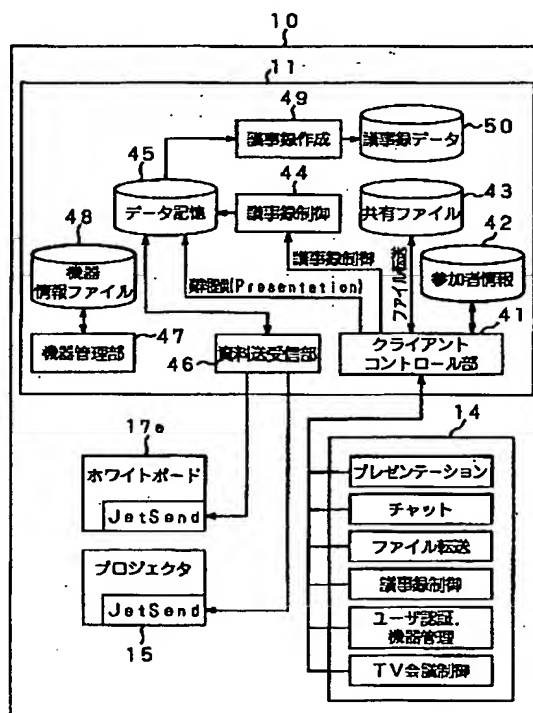 10
11
49
議事録作成
議事録データ
50
45
データ記憶
44
議事録制御
共有ファイル
43
48
機器
情報ファイル
資料提供(Presentation)
議事録制御
ファイル転送
42
参加者情報
41
機器管理部
47
46
資料送受信部
クライアント
コントロール部
17e
ホワイトボード
JetSend
プロジェクタ
JetSend
15
14
プレゼンテーション
チャット
ファイル転送
議事録制御
ユーザ認証.
機器管理
TV会議制御